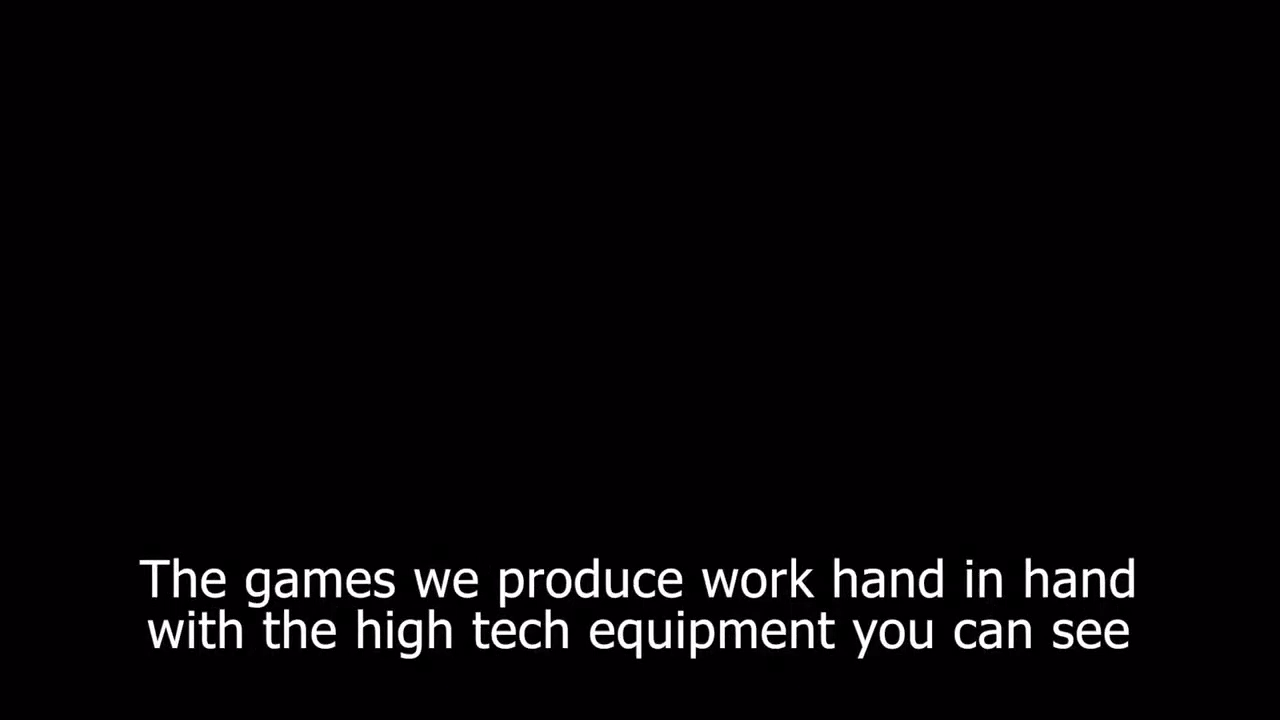 The games we produce work hand in hand
with the high tech equipment you can see